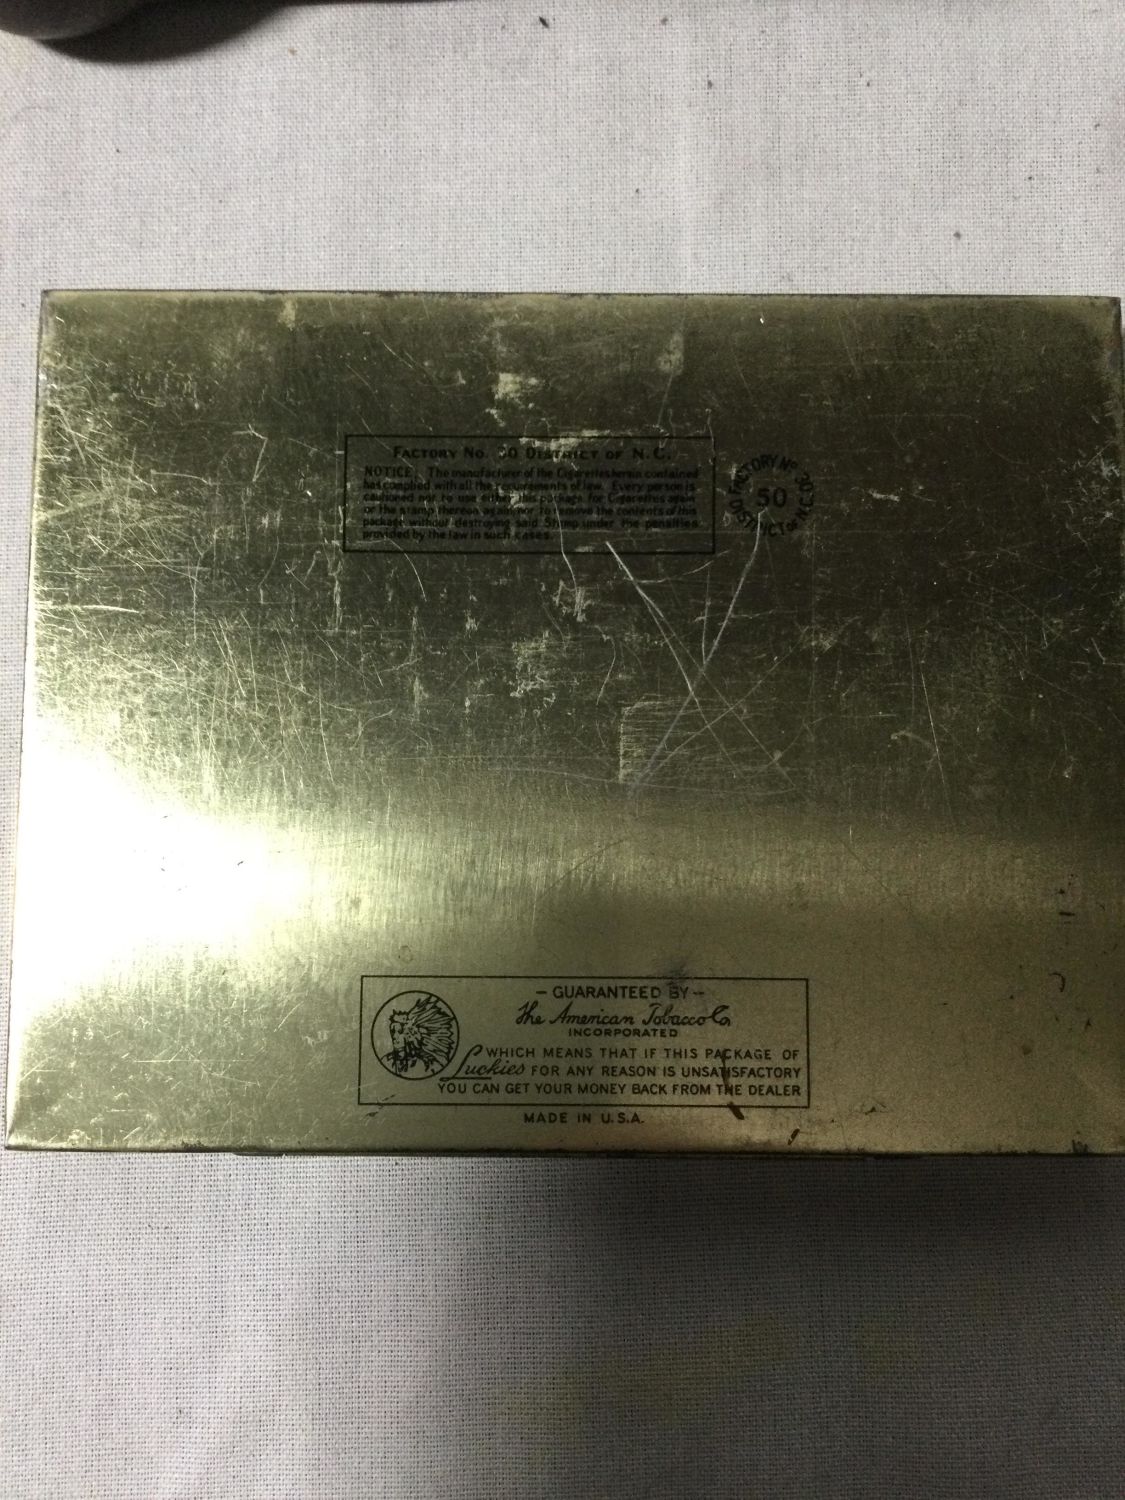 FACTORY No. 30 DISTRICT OF N. C.
NOTICE: The manufacturer of the Cigarettes herein contained
has complied with all the requirements of law. Every person is
cautioned not to use either this package for Cigarettes again
or the stamp thereon again, nor to remove the contents of this
package without destroying said Stamp under the penalties
provided by the law in such cases.
FACTORY No.
50
DISTRICT OF N.C.
– GUARANTEED BY –
The American Tobacco Co.
INCORPORATED
WHICH MEANS THAT IF THIS PACKAGE OF
Luckies FOR ANY REASON IS UNSATISFACTORY
YOU CAN GET YOUR MONEY BACK FROM THE DEALER
MADE IN U.S.A.